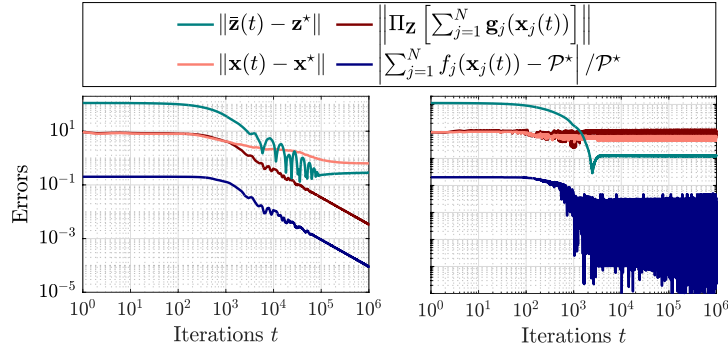 ‖z̄(t) − z⋆‖ ‖Π_Z [∑_{j=1}^{N} g_j(x_j(t))]‖
‖x(t) − x⋆‖ |∑_{j=1}^{N} f_j(x_j(t)) − 𝒫⋆| /𝒫⋆
Errors
10^1
10^{−1}
10^{−3}
10^{−5}
10^0 10^1 10^2 10^3 10^4 10^5 10^6
Iterations t
10^0 10^1 10^2 10^3 10^4 10^5 10^6
Iterations t